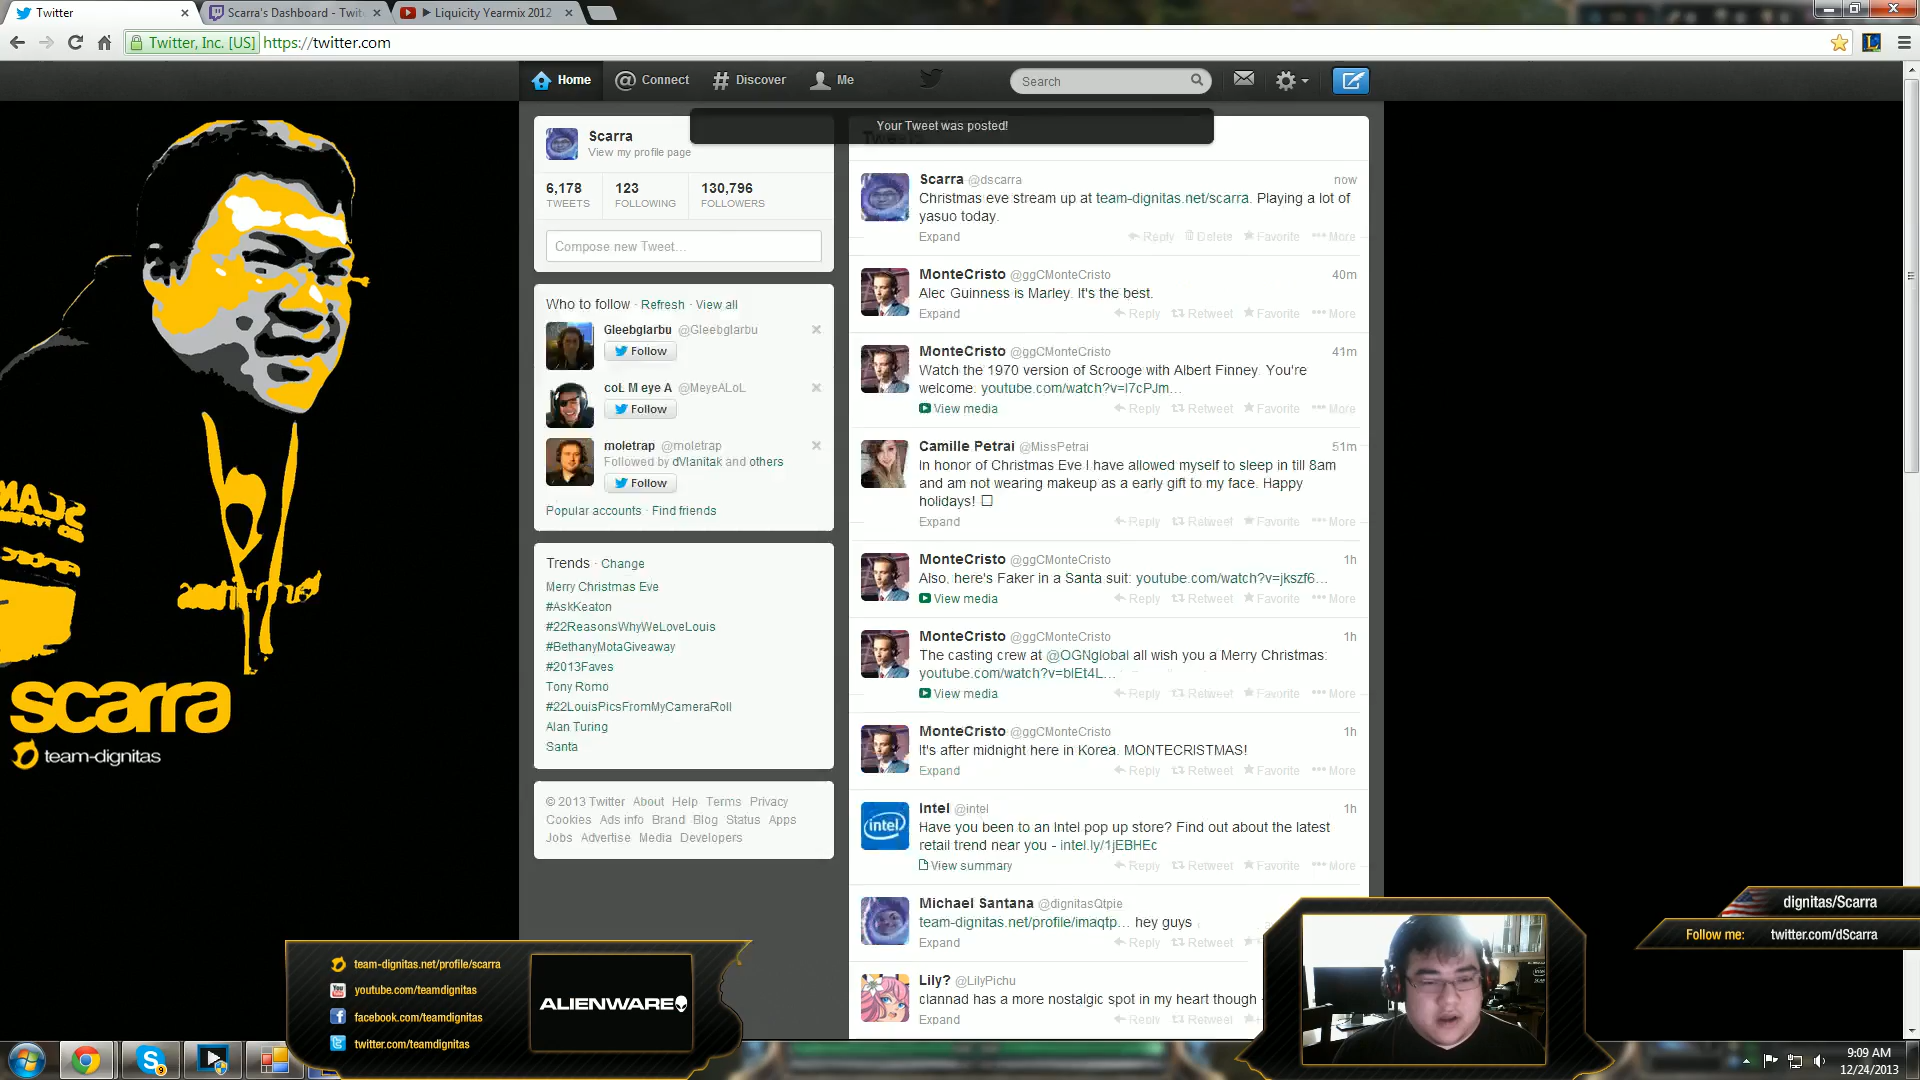 Twitter
Scarra's Dashboard - Twit
Liquicity Yearmix 2012
Twitter, Inc. [US] https://twitter.com
Home
Connect
Discover
Me
Search
Your Tweet was posted!
Scarra
View my profile page
6,178 TWEETS
123 FOLLOWING
130,796 FOLLOWERS
Compose new Tweet...
Who to follow · Refresh · View all
Gleebglarbu @Gleebglarbu
Follow
coL M eye A @MeyeALoL
Follow
moletrap @moletrap
Followed by dVlanitak and others
Follow
Popular accounts · Find friends
Trends · Change
Merry Christmas Eve
#AskKeaton
#22ReasonsWhyWeLoveLouis
#BethanyMotaGiveaway
#2013Faves
Tony Romo
#22LouisPicsFromMyCameraRoll
Alan Turing
Santa
© 2013 Twitter About Help Terms Privacy
Cookies Ads info Brand Blog Status Apps
Jobs Advertise Media Developers
Scarra @dscarra now
Christmas eve stream up at team-dignitas.net/scarra. Playing a lot of
yasuo today.
Expand Reply Delete Favorite More
MonteCristo @ggCMonteCristo 40m
Alec Guinness is Marley. It's the best.
Expand Reply Retweet Favorite More
MonteCristo @ggCMonteCristo 41m
Watch the 1970 version of Scrooge with Albert Finney. You're
welcome. youtube.com/watch?v=l7cPJm...
View media Reply Retweet Favorite More
Camille Petrai @MissPetrai 51m
In honor of Christmas Eve I have allowed myself to sleep in till 8am
and am not wearing makeup as a early gift to my face. Happy
holidays!
Expand Reply Retweet Favorite More
MonteCristo @ggCMonteCristo 1h
Also, here's Faker in a Santa suit: youtube.com/watch?v=jkszf6...
View media Reply Retweet Favorite More
MonteCristo @ggCMonteCristo 1h
The casting crew at @OGNglobal all wish you a Merry Christmas:
youtube.com/watch?v=blEt4L...
View media Reply Retweet Favorite More
MonteCristo @ggCMonteCristo 1h
It's after midnight here in Korea. MONTECRISTMAS!
Expand Reply Retweet Favorite More
Intel @intel 1h
Have you been to an Intel pop up store? Find out about the latest
retail trend near you - intel.ly/1jEBHEc
View summary Reply Retweet Favorite More
Michael Santana @dignitasQtpie
team-dignitas.net/profile/imaqtp... hey guys
Expand Reply Retweet
Lily? @LilyPichu
clannad has a more nostalgic spot in my heart though
Expand Reply Retweet
intel
scarra
team-dignitas
team-dignitas.net/profile/scarra
youtube.com/teamdignitas
facebook.com/teamdignitas
twitter.com/teamdignitas
ALIENWARE
dignitas/Scarra
Follow me: twitter.com/dScarra
9:09 AM
12/24/2013